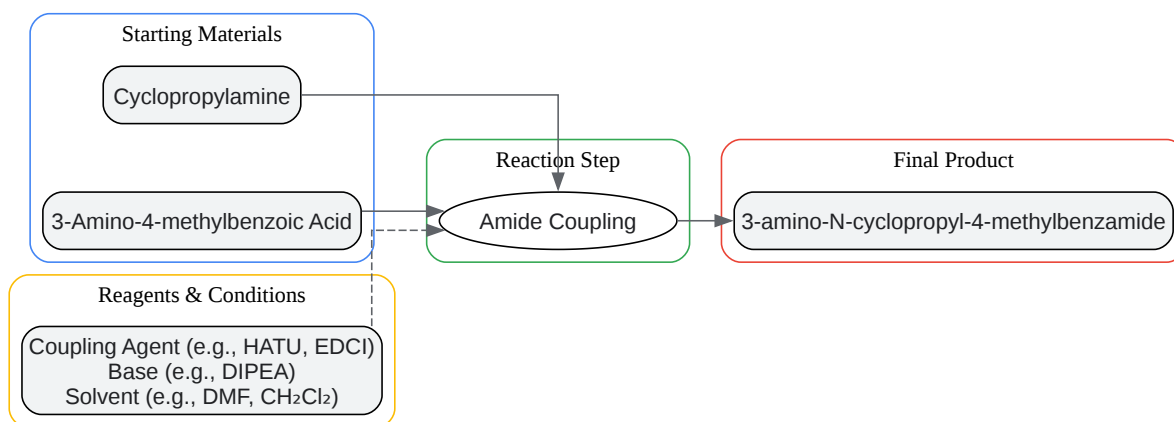 Starting Materials
Cyclopropylamine
3-Amino-4-methylbenzoic Acid
Reagents & Conditions
Coupling Agent (e.g., HATU, EDCI)
Base (e.g., DIPEA)
Solvent (e.g., DMF, CH₂Cl₂)
Reaction Step
Amide Coupling
Final Product
3-amino-N-cyclopropyl-4-methylbenzamide